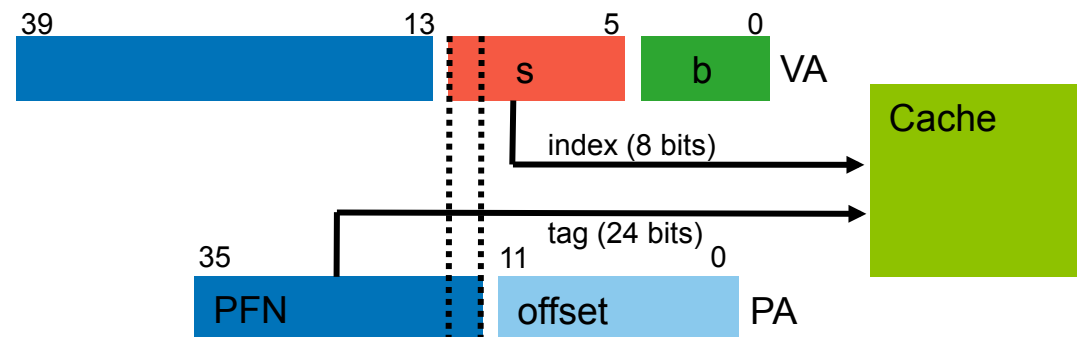 39 13 5 0
s b VA
Cache
index (8 bits)
tag (24 bits)
35 11 0
PFN offset PA